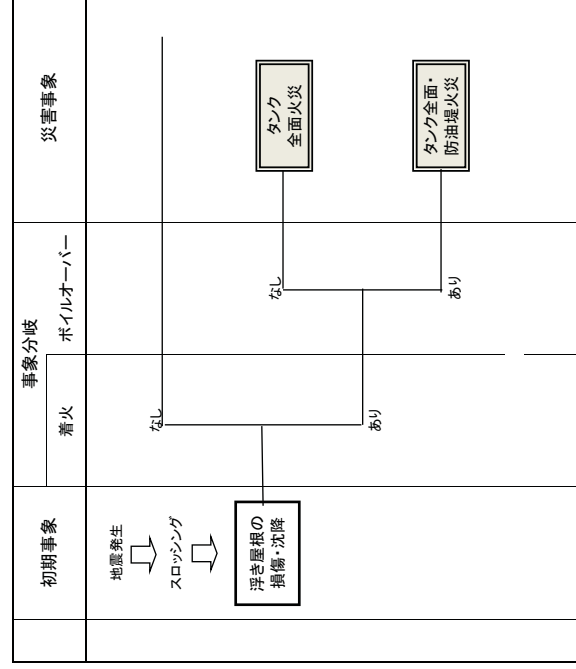 初期事象
事象分岐
着火
ボイルオーバー
災害事象
地震発生
スロッシング
浮き屋根の
損傷・沈降
なし
あり
なし
あり
タンク
全面火災
タンク全面・
防油堤火災